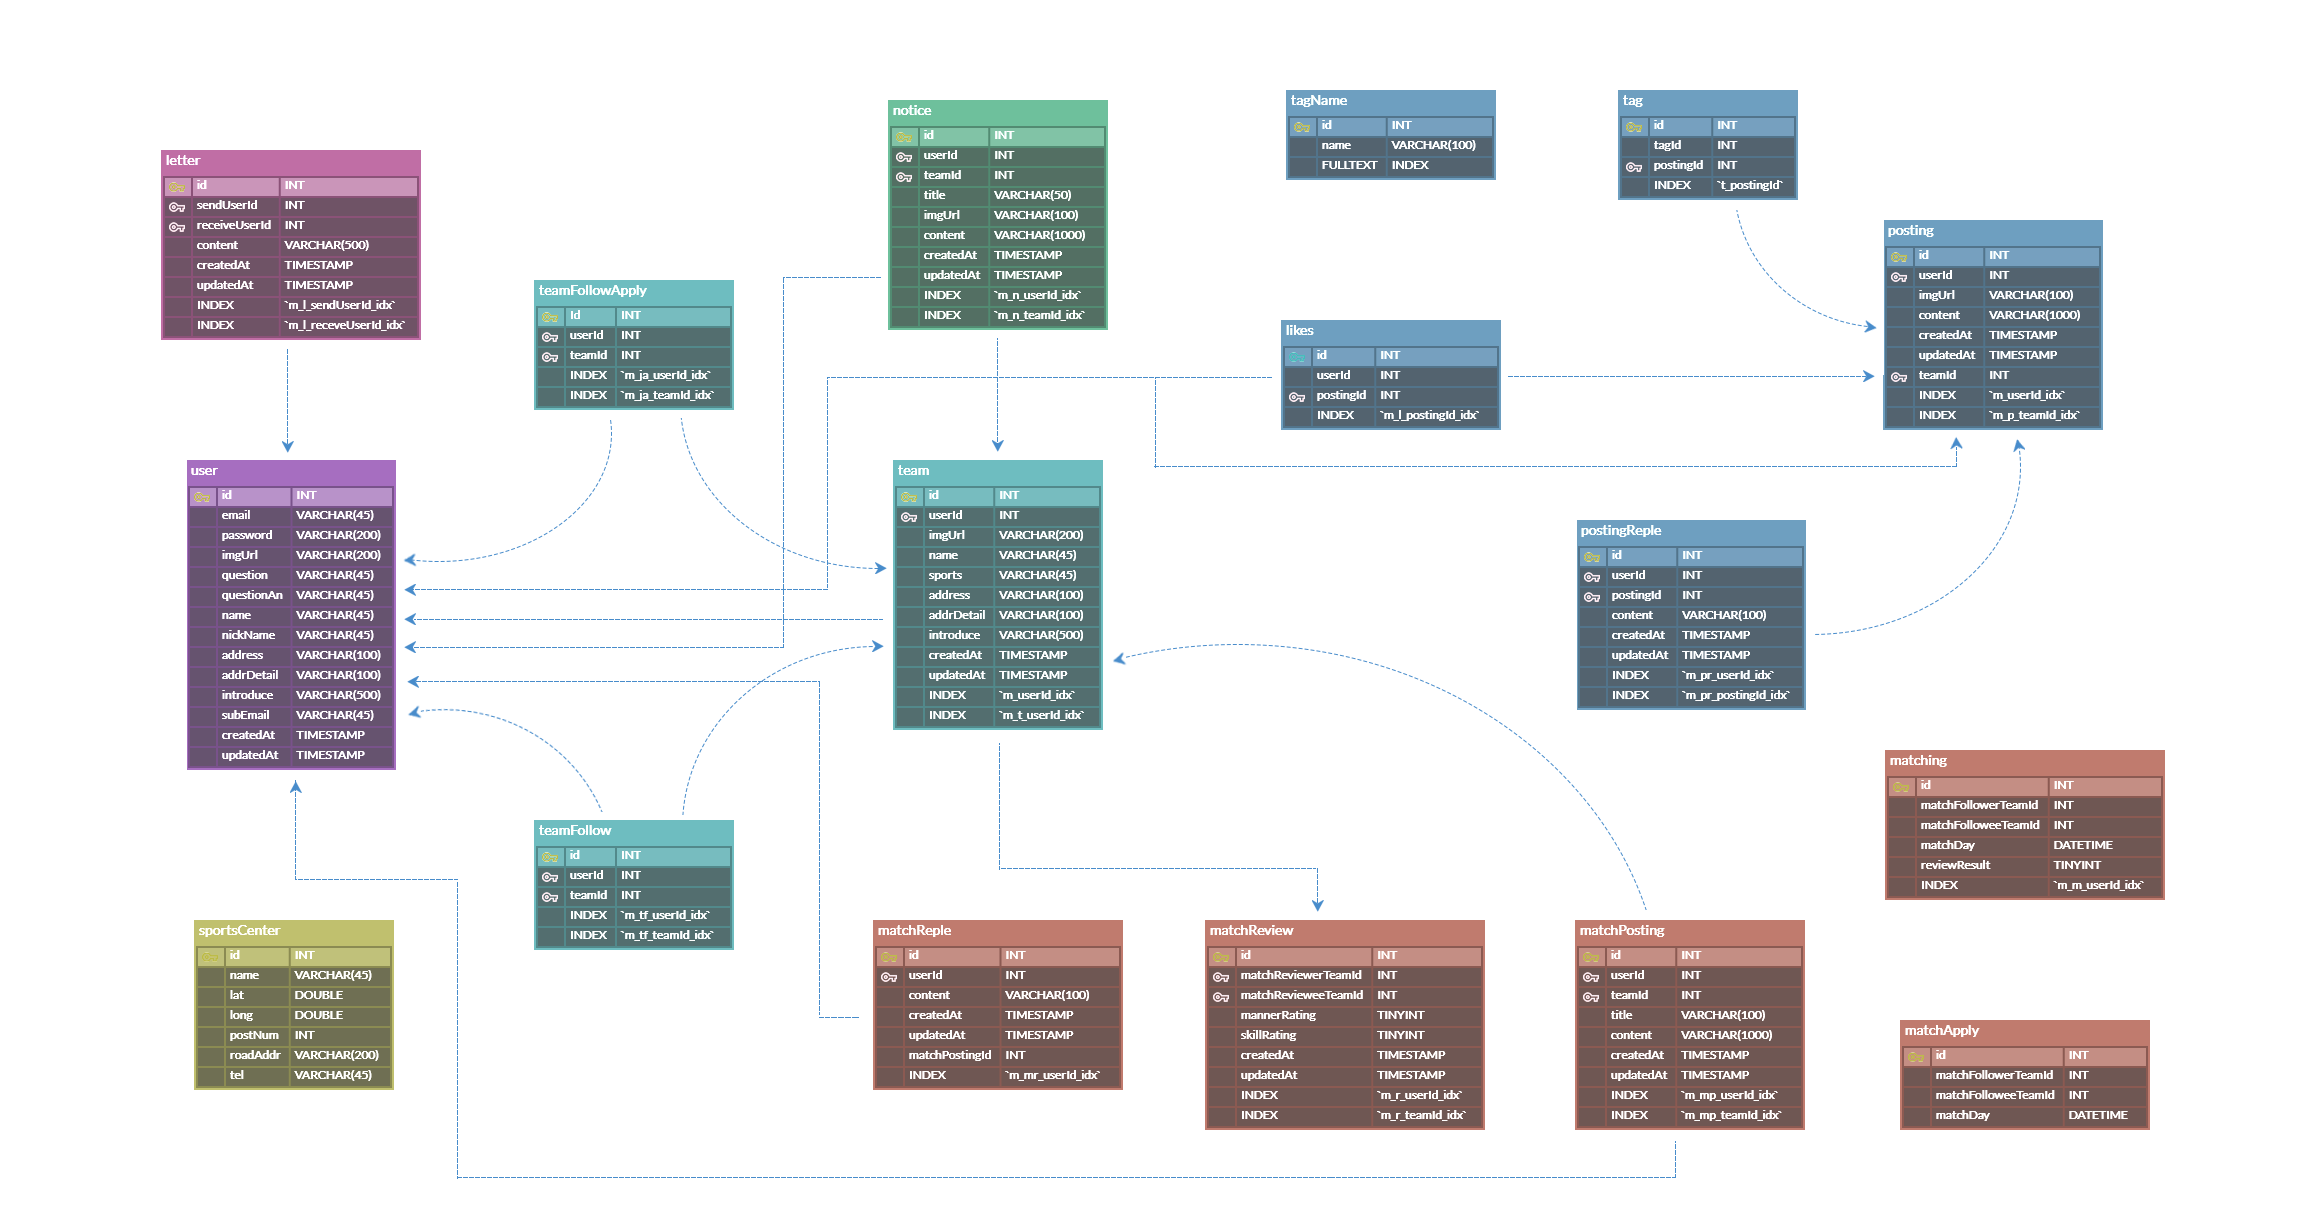 letter
id INT
sendUserId INT
receiveUserId INT
content VARCHAR(500)
createdAt TIMESTAMP
updatedAt TIMESTAMP
INDEX `m_l_sendUserId_idx`
INDEX `m_l_receveUserId_idx`
teamFollowApply
Id INT
userId INT
teamId INT
INDEX `m_ja_userId_idx`
INDEX `m_ja_teamId_idx`
notice
id INT
userId INT
teamId INT
title VARCHAR(50)
imgUrl VARCHAR(100)
content VARCHAR(1000)
createdAt TIMESTAMP
updatedAt TIMESTAMP
INDEX `m_n_userId_idx`
INDEX `m_n_teamId_idx`
tagName
id INT
name VARCHAR(100)
FULLTEXT INDEX
tag
id INT
tagId INT
postingId INT
INDEX `t_postingId`
posting
id INT
userId INT
imgUrl VARCHAR(100)
content VARCHAR(1000)
createdAt TIMESTAMP
updatedAt TIMESTAMP
teamId INT
INDEX `m_userId_idx`
INDEX `m_p_teamId_idx`
likes
id INT
userId INT
postingId INT
INDEX `m_l_postingId_idx`
user
id INT
email VARCHAR(45)
password VARCHAR(200)
imgUrl VARCHAR(200)
question VARCHAR(45)
questionAn VARCHAR(45)
name VARCHAR(45)
nickName VARCHAR(45)
address VARCHAR(100)
addrDetail VARCHAR(100)
introduce VARCHAR(500)
subEmail VARCHAR(45)
createdAt TIMESTAMP
updatedAt TIMESTAMP
team
id INT
userId INT
imgUrl VARCHAR(200)
name VARCHAR(45)
sports VARCHAR(45)
address VARCHAR(100)
addrDetail VARCHAR(100)
introduce VARCHAR(500)
createdAt TIMESTAMP
updatedAt TIMESTAMP
INDEX `m_userId_idx`
INDEX `m_t_userId_idx`
postingReple
id INT
userId INT
postingId INT
content VARCHAR(100)
createdAt TIMESTAMP
updatedAt TIMESTAMP
INDEX `m_pr_userId_idx`
INDEX `m_pr_postingId_idx`
matching
id INT
matchFollowerTeamId INT
matchFolloweeTeamId INT
matchDay DATETIME
reviewResult TINYINT
INDEX `m_m_userId_idx`
teamFollow
id INT
userId INT
teamId INT
INDEX `m_tf_userId_idx`
INDEX `m_tf_teamId_idx`
sportsCenter
id INT
name VARCHAR(45)
lat DOUBLE
long DOUBLE
postNum INT
roadAddr VARCHAR(200)
tel VARCHAR(45)
matchReple
id INT
userId INT
content VARCHAR(100)
createdAt TIMESTAMP
updatedAt TIMESTAMP
matchPostingId INT
INDEX `m_mr_userId_idx`
matchReview
id INT
matchReviewerTeamId INT
matchRevieweeTeamId INT
mannerRating TINYINT
skillRating TINYINT
createdAt TIMESTAMP
updatedAt TIMESTAMP
INDEX `m_r_userId_idx`
INDEX `m_r_teamId_idx`
matchPosting
id INT
userId INT
teamId INT
title VARCHAR(100)
content VARCHAR(1000)
createdAt TIMESTAMP
updatedAt TIMESTAMP
INDEX `m_mp_userId_idx`
INDEX `m_mp_teamId_idx`
matchApply
id INT
matchFollowerTeamId INT
matchFolloweeTeamId INT
matchDay DATETIME